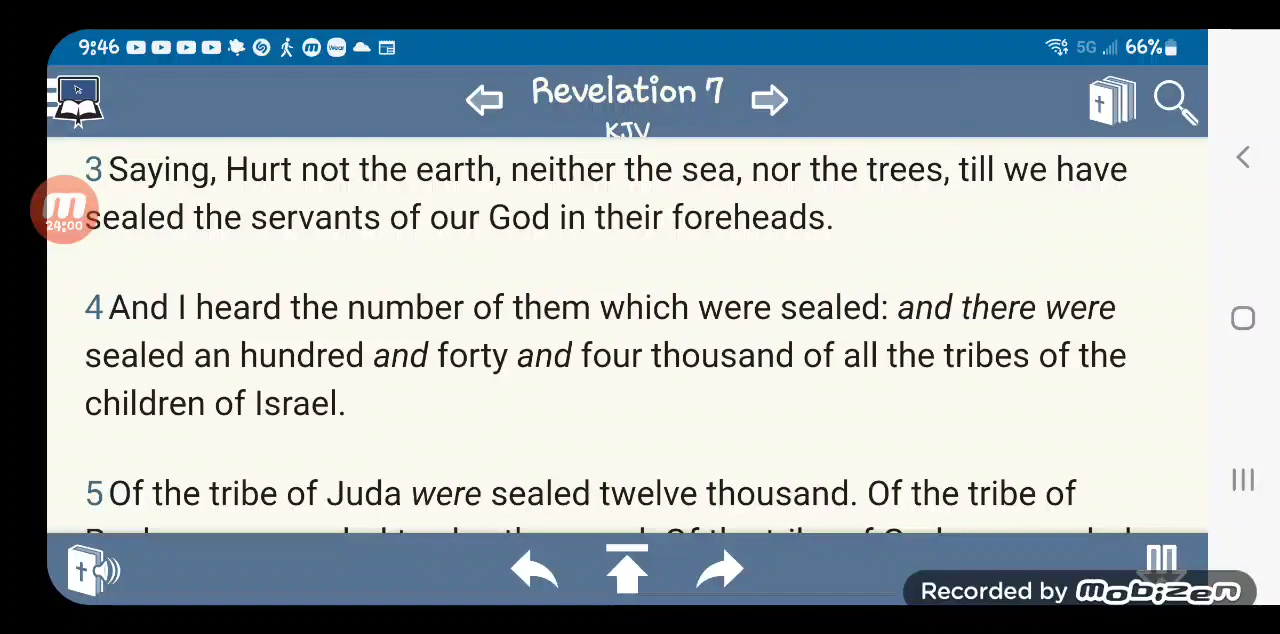 9:46 Wear 5G 66%
Revelation 7
KJV
3 Saying, Hurt not the earth, neither the sea, nor the trees, till we have
24:00 sealed the servants of our God in their foreheads.
4 And I heard the number of them which were sealed: and there were
sealed an hundred and forty and four thousand of all the tribes of the
children of Israel.
5 Of the tribe of Juda were sealed twelve thousand. Of the tribe of
Recorded by mobizen